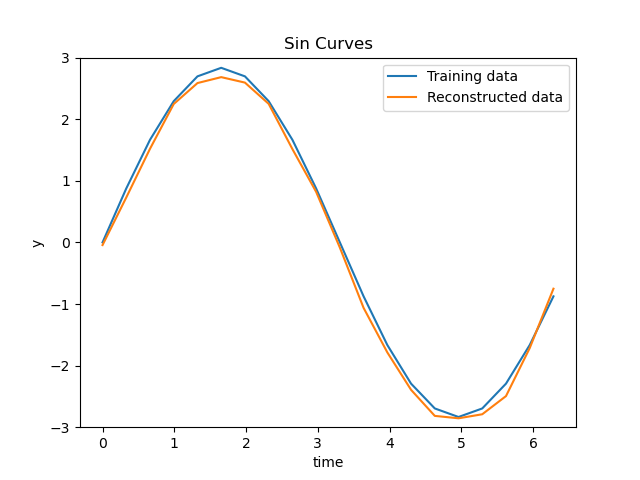 Sin Curves
Training data
Reconstructed data
3
2
1
0
−1
−2
−3
y
0 1 2 3 4 5 6
time